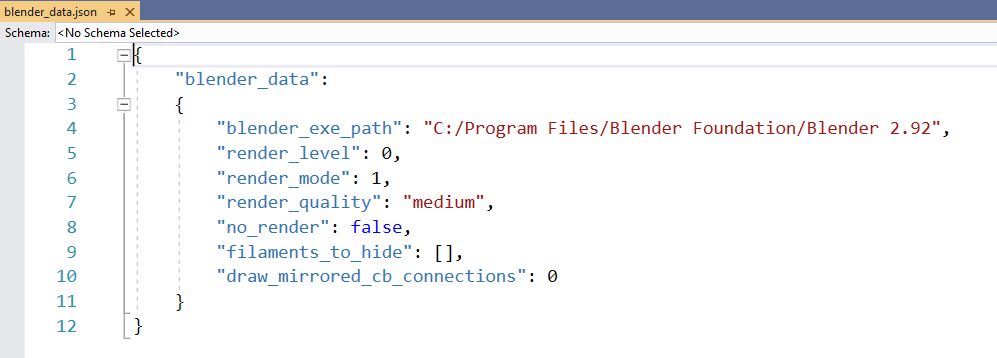 blender_data.json
Schema: <No Schema Selected>
1 {
2 "blender_data":
3 {
4 "blender_exe_path": "C:/Program Files/Blender Foundation/Blender 2.92",
5 "render_level": 0,
6 "render_mode": 1,
7 "render_quality": "medium",
8 "no_render": false,
9 "filaments_to_hide": [],
10 "draw_mirrored_cb_connections": 0
11 }
12 }